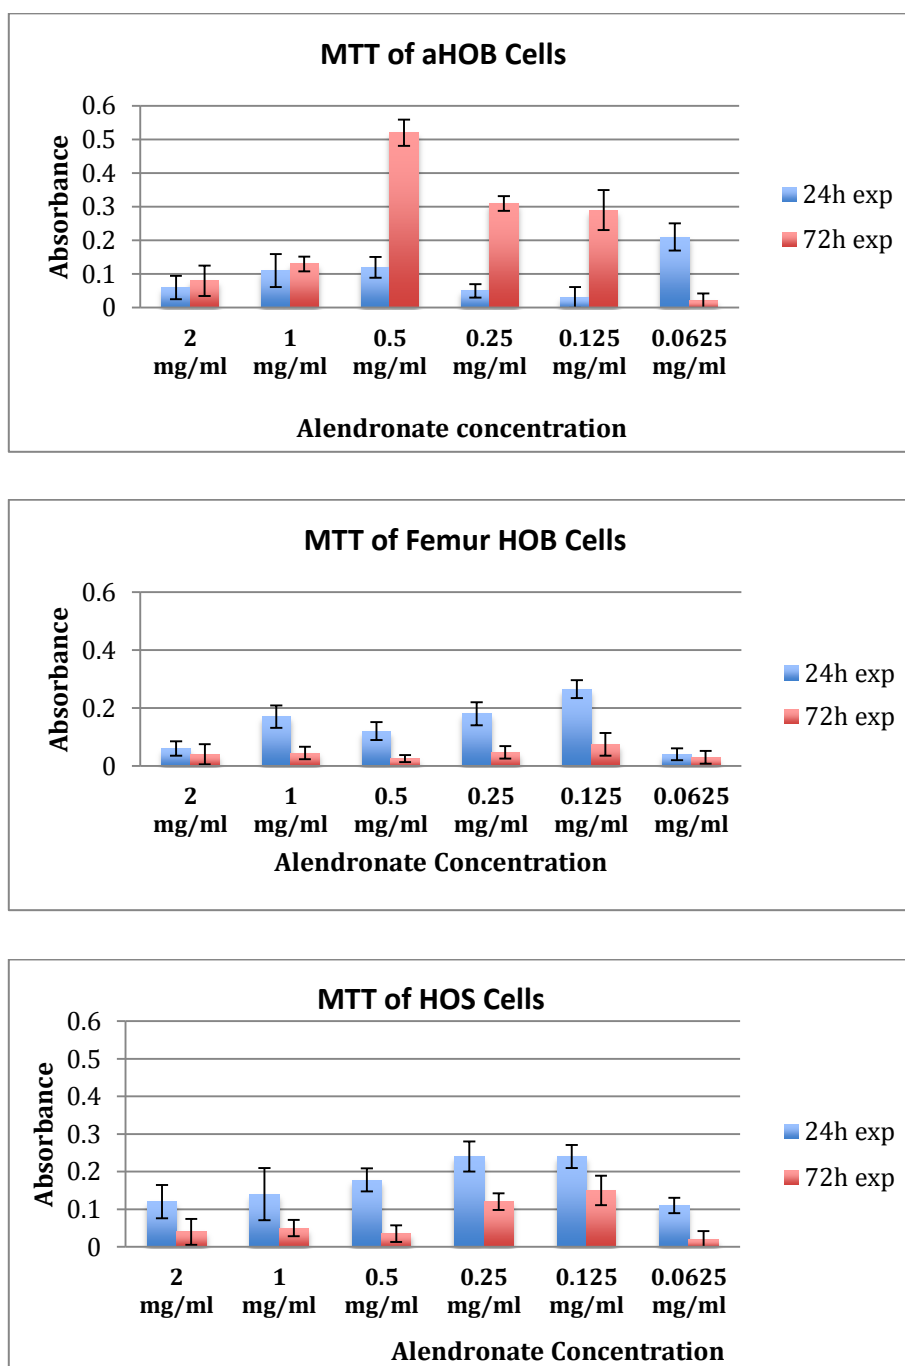 MTT of aHOB Cells
Absorbance
0.6
0.5
0.4
0.3
0.2
0.1
0
2 1 0.5 0.25 0.125 0.0625
mg/ml mg/ml mg/ml mg/ml mg/ml mg/ml
Alendronate concentration
24h exp
72h exp
MTT of Femur HOB Cells
Absorbance
0.6
0.4
0.2
0
2 1 0.5 0.25 0.125 0.0625
mg/ml mg/ml mg/ml mg/ml mg/ml mg/ml
Alendronate Concentration
24h exp
72h exp
MTT of HOS Cells
Absorbance
0.6
0.5
0.4
0.3
0.2
0.1
0
2 1 0.5 0.25 0.125 0.0625
mg/ml mg/ml mg/ml mg/ml mg/ml mg/ml
Alendronate Concentration
24h exp
72h exp